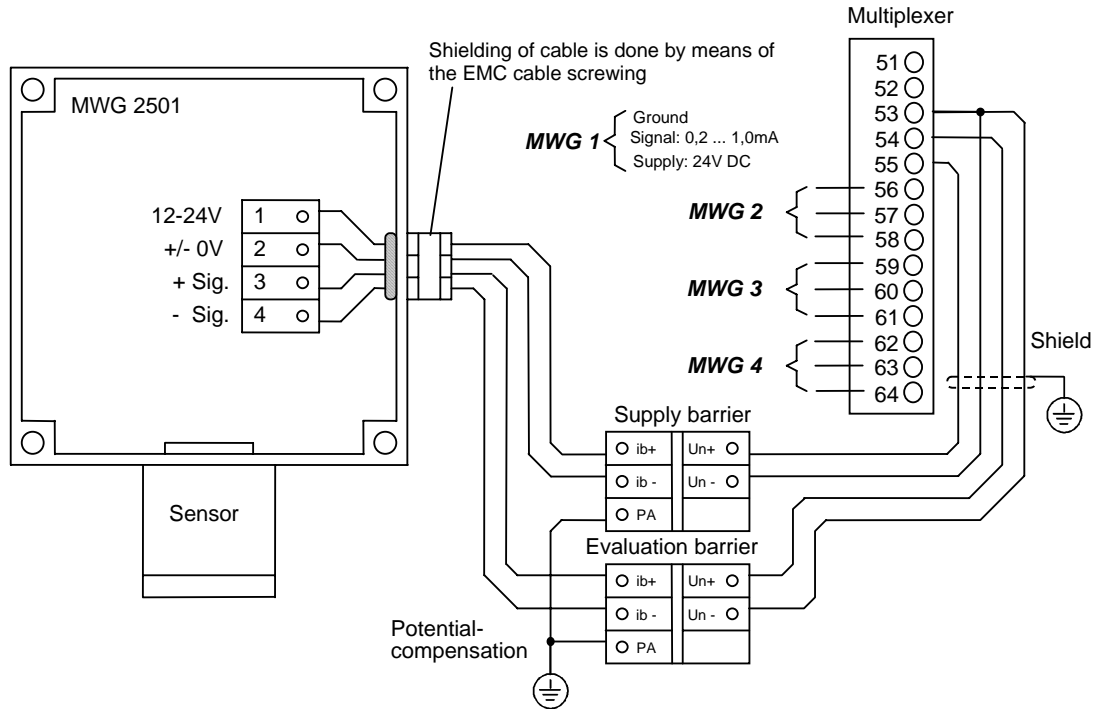 Multiplexer
Shielding of cable is done by means of
the EMC cable screwing
MWG 2501
MWG 1
Ground
Signal: 0,2 ... 1,0mA
Supply: 24V DC
51
52
53
54
55
56
57
58
59
60
61
62
63
64
MWG 2
MWG 3
MWG 4
12-24V 1
+/- 0V 2
+ Sig. 3
- Sig. 4
Shield
Sensor
Supply barrier
ib+ Un+
ib - Un -
PA
Evaluation barrier
ib+ Un+
ib - Un -
PA
Potential-
compensation